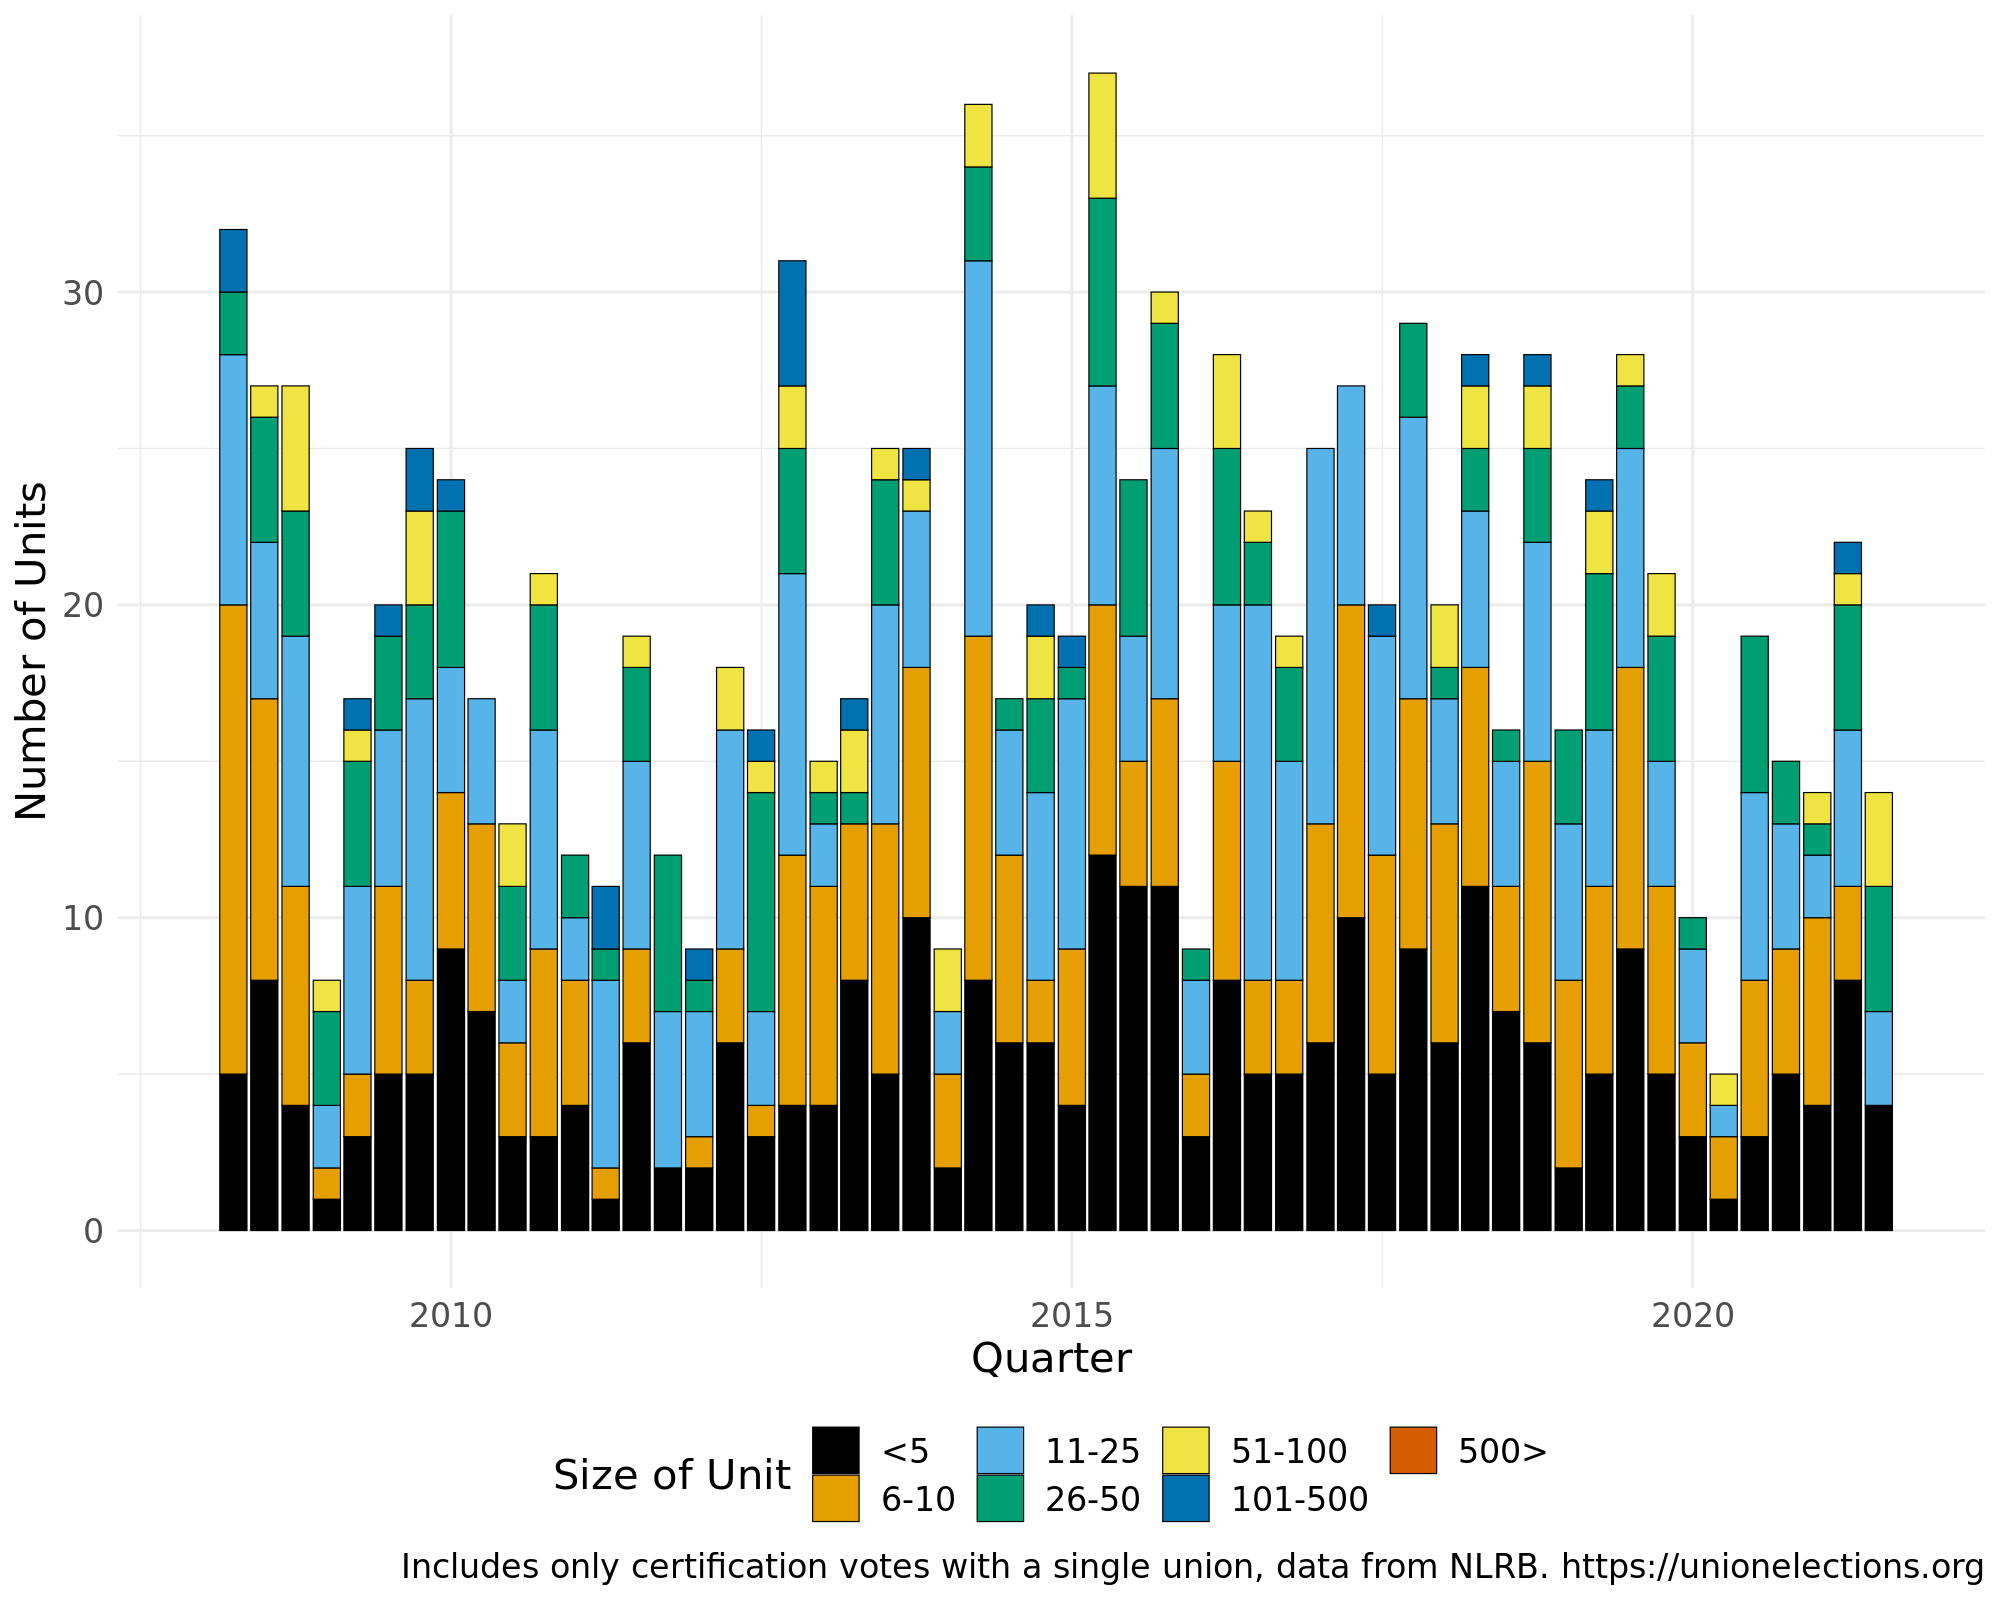 30
20
10
0
Number of Units
2010 2015 2020
Quarter
Size of Unit
<5 11-25 51-100 500>
6-10 26-50 101-500
Includes only certification votes with a single union, data from NLRB. https://unionelections.org